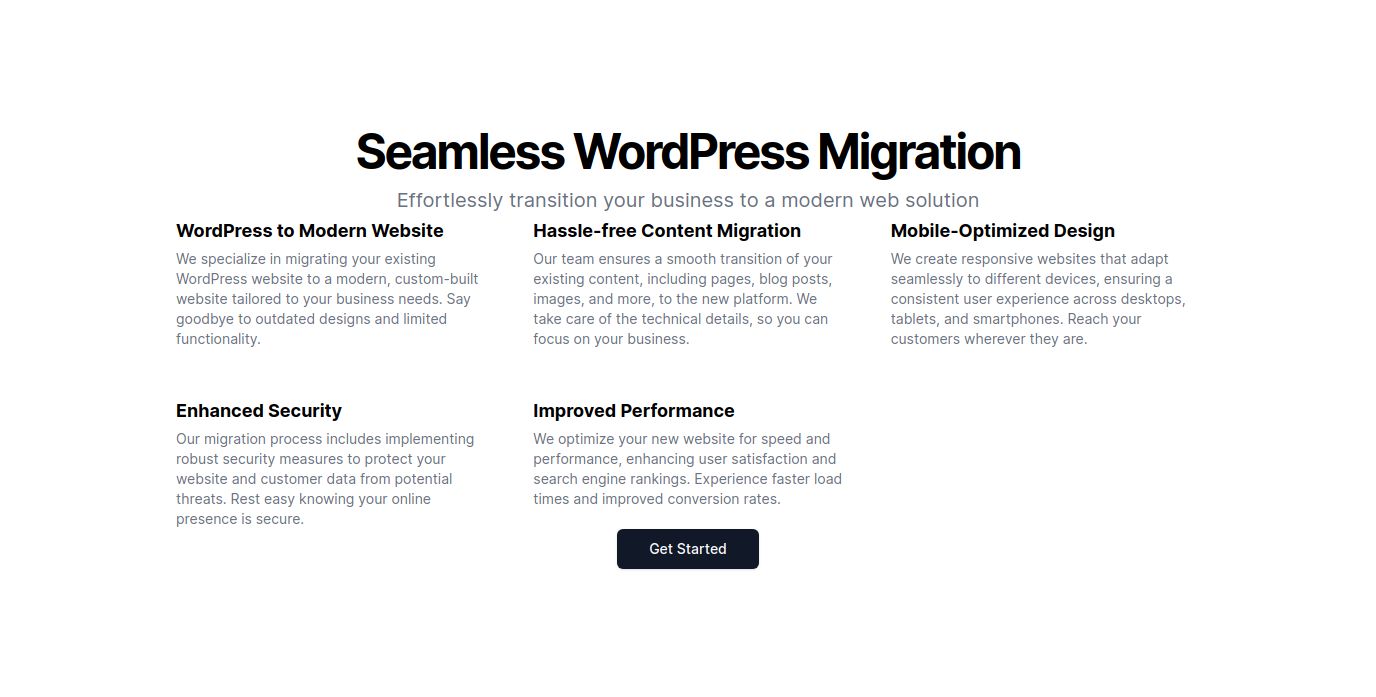 Seamless WordPress Migration
Effortlessly transition your business to a modern web solution
WordPress to Modern Website
We specialize in migrating your existing
WordPress website to a modern, custom-built
website tailored to your business needs. Say
goodbye to outdated designs and limited
functionality.
Hassle-free Content Migration
Our team ensures a smooth transition of your
existing content, including pages, blog posts,
images, and more, to the new platform. We
take care of the technical details, so you can
focus on your business.
Mobile-Optimized Design
We create responsive websites that adapt
seamlessly to different devices, ensuring a
consistent user experience across desktops,
tablets, and smartphones. Reach your
customers wherever they are.
Enhanced Security
Our migration process includes implementing
robust security measures to protect your
website and customer data from potential
threats. Rest easy knowing your online
presence is secure.
Improved Performance
We optimize your new website for speed and
performance, enhancing user satisfaction and
search engine rankings. Experience faster load
times and improved conversion rates.
Get Started